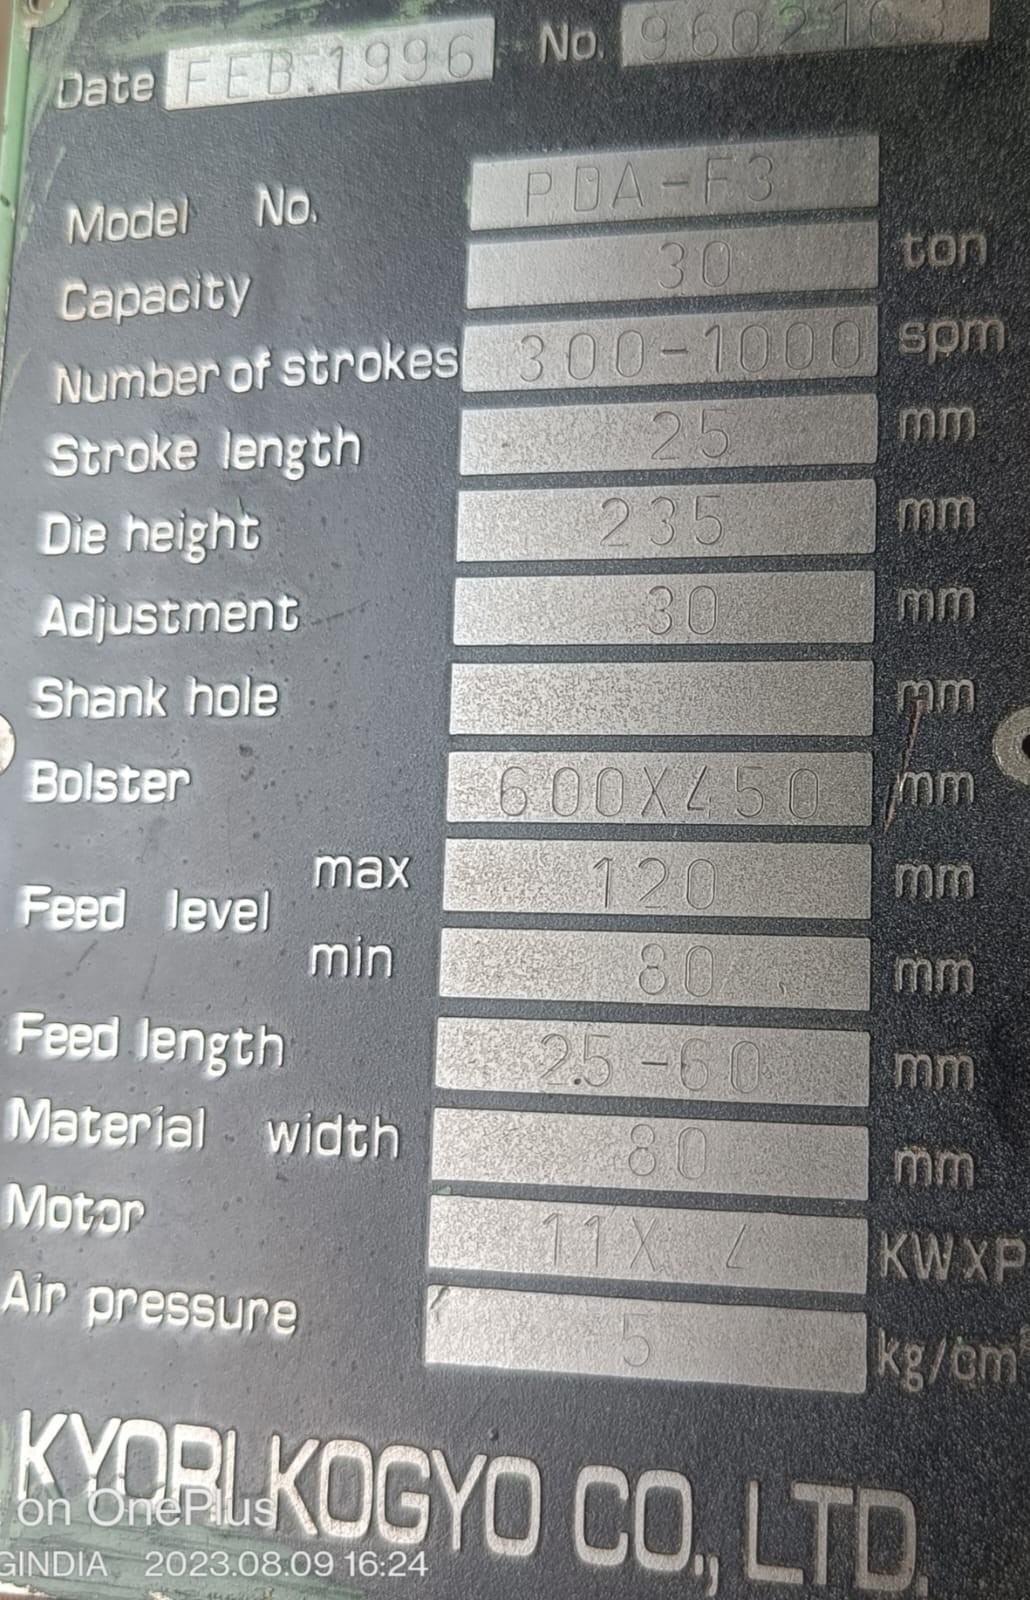 Date FEB.1996 No. 9602103
Model No. PDA-F3
Capacity 30 ton
Number of strokes 300-1000 spm
Stroke length 25 mm
Die height 235 mm
Adjustment 30 mm
Shank hole mm
Bolster 600X450 mm
Feed level max 120 mm
min 80 mm
Feed length 25-60 mm
Material width 80 mm
Motor 11X 4 KWxP
Air pressure 5 kg/cm²
KYORI KOGYO CO., LTD.
on OnePlus
GINDIA 2023.08.09 16:24